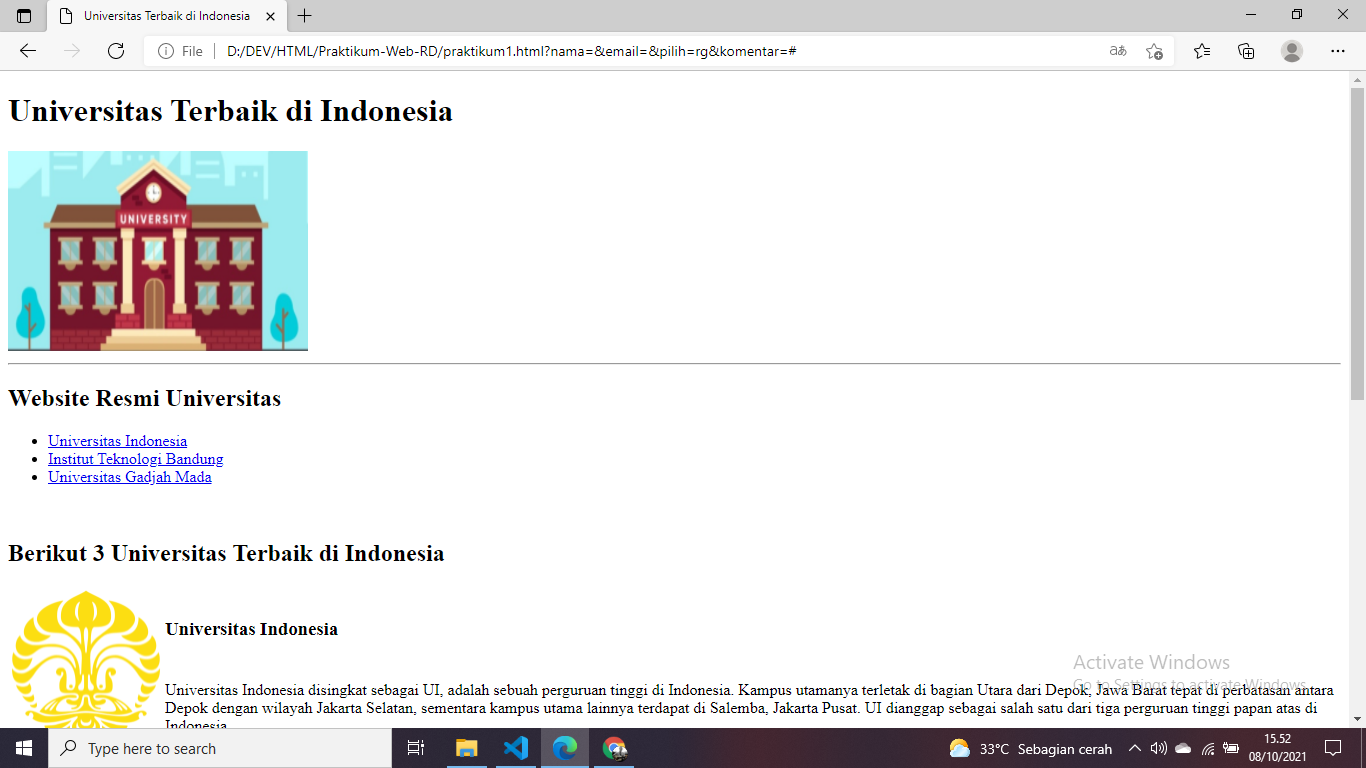 Universitas Terbaik di Indonesia
File
D:/DEV/HTML/Praktikum-Web-RD/praktikum1.html?nama=&email=&pilih=rg&komentar=#
aあ
Universitas Terbaik di Indonesia
UNIVERSITY
Website Resmi Universitas
Universitas Indonesia
Institut Teknologi Bandung
Universitas Gadjah Mada
Berikut 3 Universitas Terbaik di Indonesia
Universitas Indonesia
Activate Windows
Go to Settings to activate Windows.
Universitas Indonesia disingkat sebagai UI, adalah sebuah perguruan tinggi di Indonesia. Kampus utamanya terletak di bagian Utara dari Depok, Jawa Barat tepat di perbatasan antara
Depok dengan wilayah Jakarta Selatan, sementara kampus utama lainnya terdapat di Salemba, Jakarta Pusat. UI dianggap sebagai salah satu dari tiga perguruan tinggi papan atas di
Indonesia
Type here to search
33°C Sebagian cerah
15.52
08/10/2021